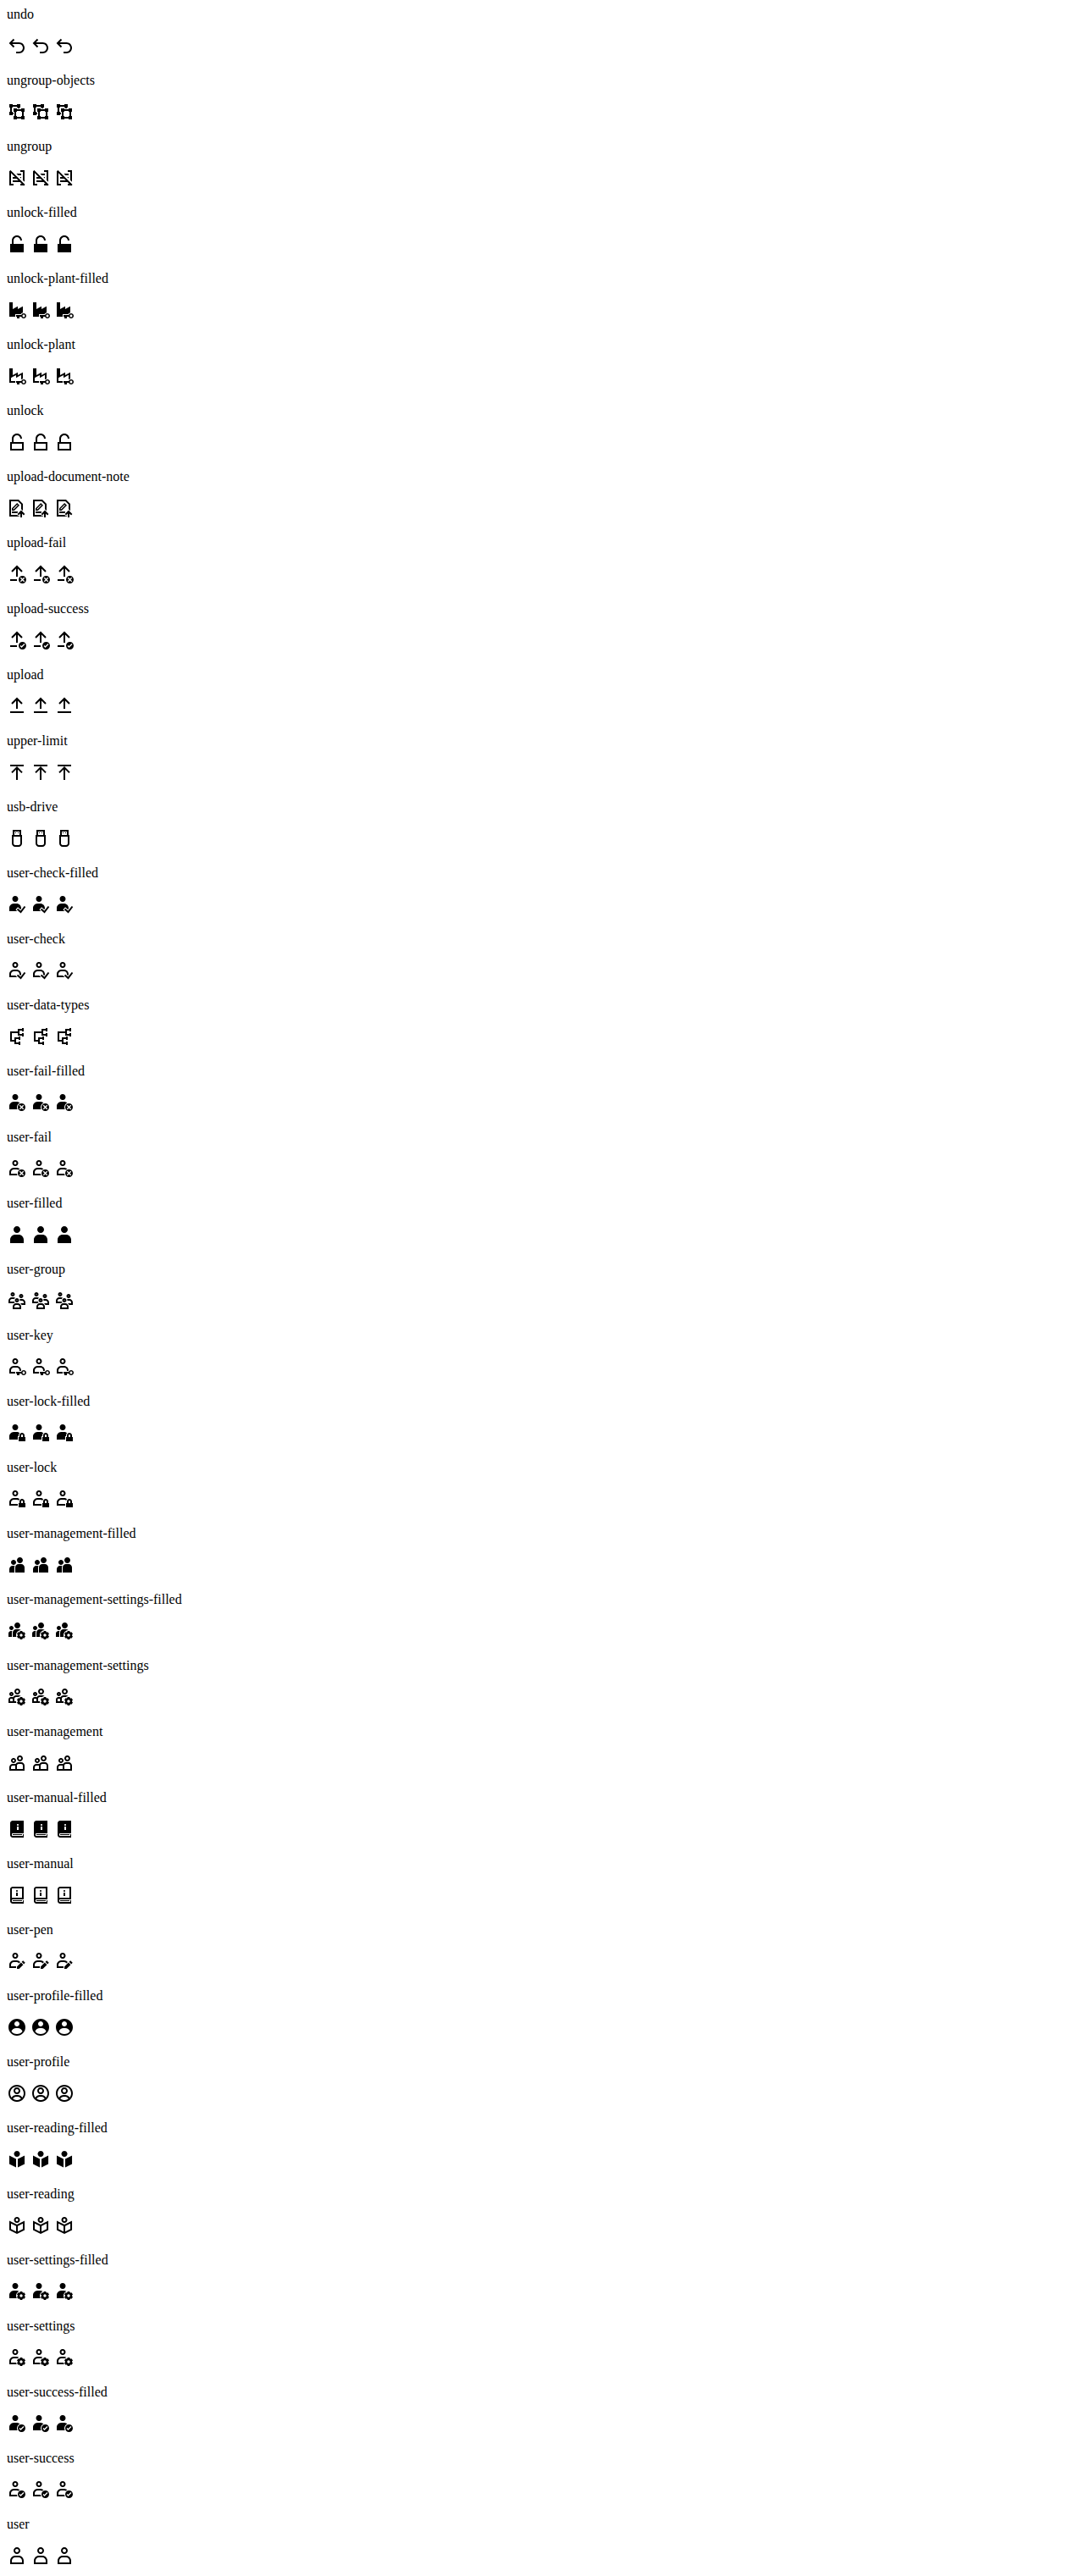 undo
ungroup-objects
ungroup
unlock-filled
unlock-plant-filled
unlock-plant
unlock
upload-document-note
upload-fail
upload-success
upload
upper-limit
usb-drive
user-check-filled
user-check
user-data-types
user-fail-filled
user-fail
user-filled
user-group
user-key
user-lock-filled
user-lock
user-management-filled
user-management-settings-filled
user-management-settings
user-management
user-manual-filled
user-manual
user-pen
user-profile-filled
user-profile
user-reading-filled
user-reading
user-settings-filled
user-settings
user-success-filled
user-success
user